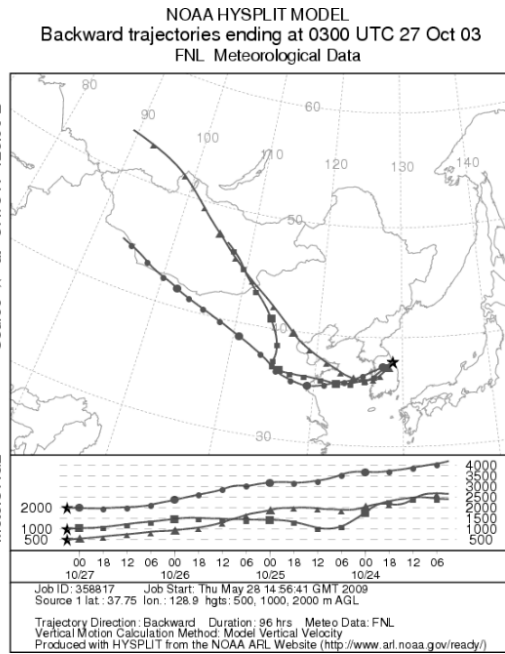 NOAA HYSPLIT MODEL
Backward trajectories ending at 0300 UTC 27 Oct 03
FNL Meteorological Data
80
60
90
100
110
120
130
140
50
30
4000
3500
3000
2500
2000
1500
1000
500
2000
1000
500
00 18 12 06 00 18 12 06 00 18 12 06 00 18 12 06
10/27 10/26 10/25 10/24
Job ID: 358817 Job Start: Thu May 28 14:56:41 GMT 2009
Source 1 lat.: 37.75 lon.: 128.9 hgts: 500, 1000, 2000 m AGL
Trajectory Direction: Backward Duration: 96 hrs Meteo Data: FNL
Vertical Motion Calculation Method: Model Vertical Velocity
Produced with HYSPLIT from the NOAA ARL Website (http://www.arl.noaa.gov/ready/)